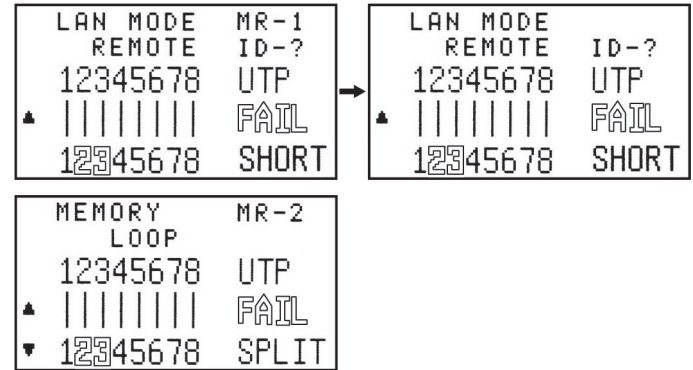 LAN MODE MR-1
REMOTE ID-?
12345678 UTP
FAIL
12345678 SHORT
LAN MODE
REMOTE ID-?
12345678 UTP
FAIL
12345678 SHORT
MEMORY MR-2
LOOP
12345678 UTP
FAIL
12345678 SPLIT